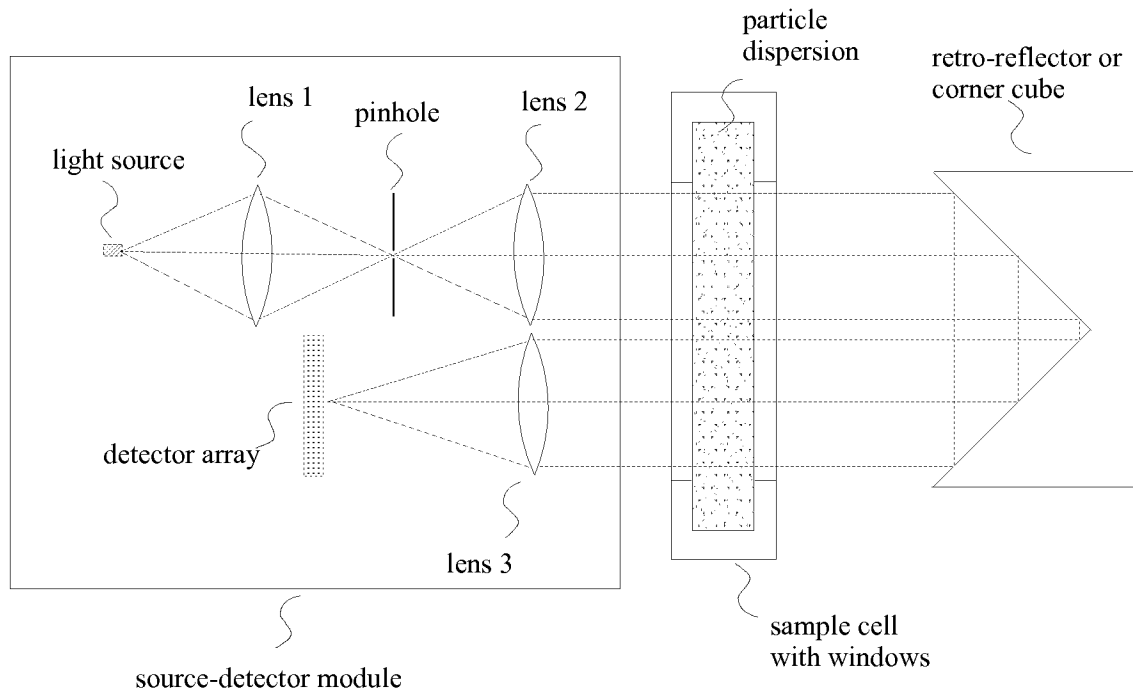 particle
dispersion
retro-reflector or
corner cube
lens 1
pinhole
lens 2
light source
detector array
lens 3
sample cell
with windows
source-detector module